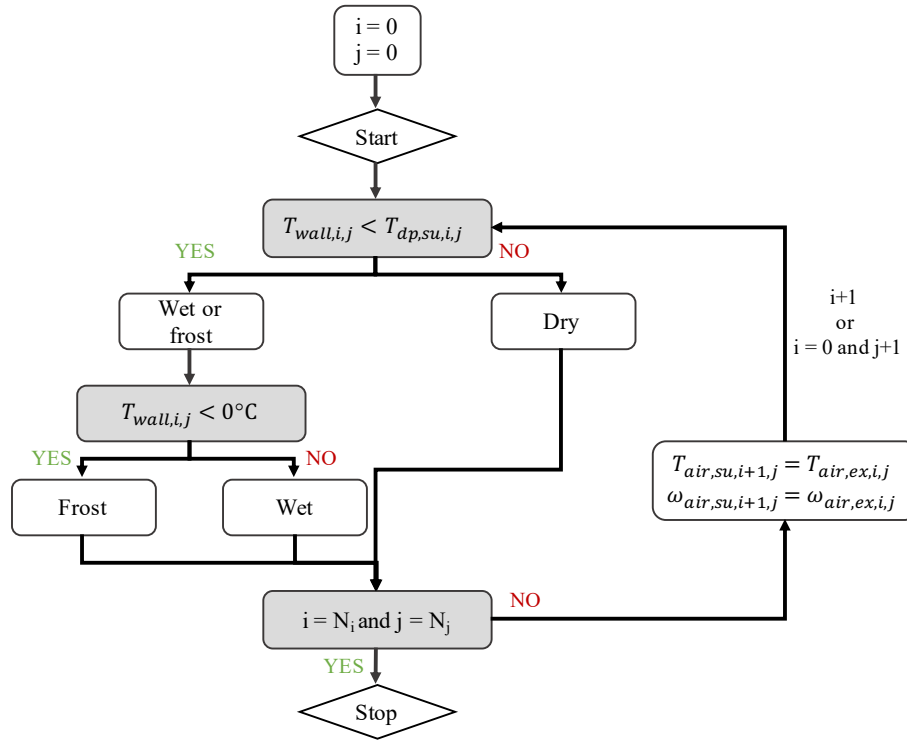 i = 0
j = 0
Start
T_{wall,i,j} < T_{dp,su,i,j}
YES
NO
Wet or
frost
Dry
i+1
or
i = 0 and j+1
T_{wall,i,j} < 0°C
YES
NO
Frost
Wet
T_{air,su,i+1,j} = T_{air,ex,i,j}
ω_{air,su,i+1,j} = ω_{air,ex,i,j}
i = N_i and j = N_j
NO
YES
Stop